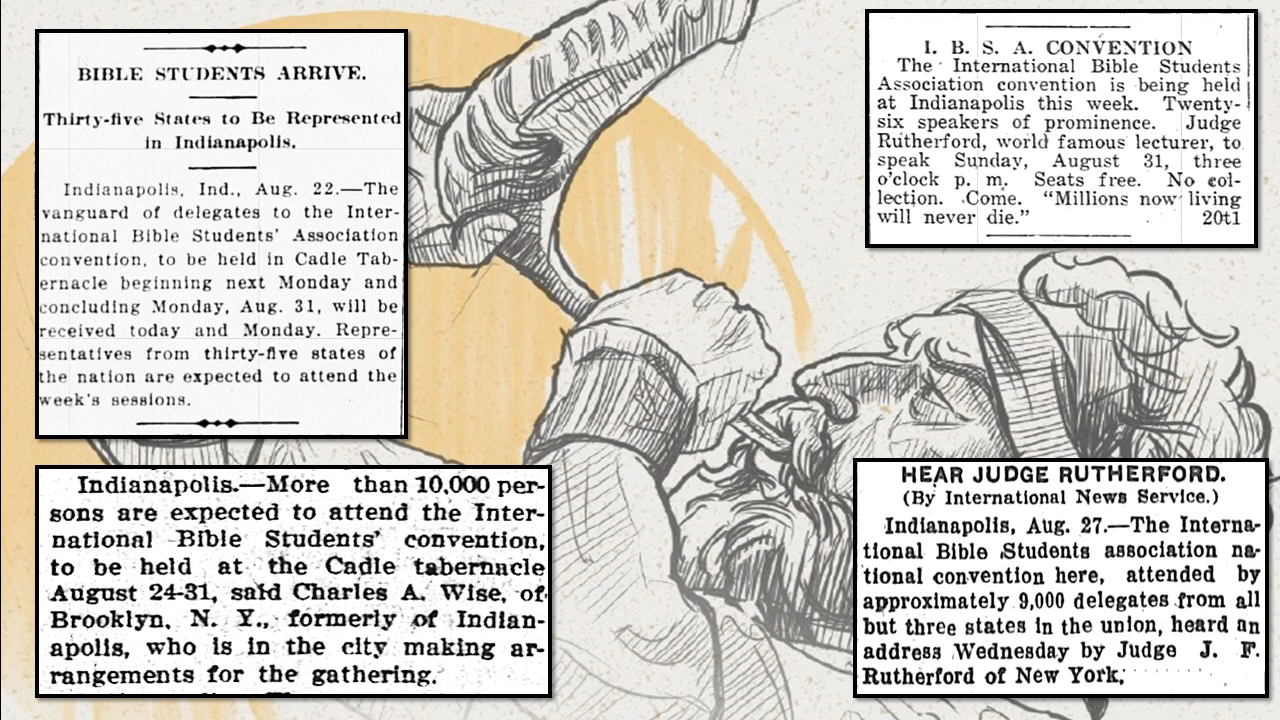 BIBLE STUDENTS ARRIVE.
Thirty-five States to Be Represented
in Indianapolis.
Indianapolis, Ind., Aug. 22.—The
vanguard of delegates to the Inter-
national Bible Students' Association
convention, to be held in Cadle Tab-
ernacle beginning next Monday and
concluding Monday, Aug. 31, will be
received today and Monday. Repre-
sentatives from thirty-five states of
the nation are expected to attend the
week's sessions.
Indianapolis.—More than 10,000 per-
sons are expected to attend the Inter-
national Bible Students' convention,
to be held at the Cadle tabernacle
August 24-31, said Charles A. Wise, of
Brooklyn, N. Y., formerly of Indian-
apolis, who is in the city making ar-
rangements for the gathering.
I. B. S. A. CONVENTION
The International Bible Students
Association convention is being held
at Indianapolis this week. Twenty-
six speakers of prominence. Judge
Rutherford, world famous lecturer, to
speak Sunday, August 31, three
o'clock p. m. Seats free. No col-
lection. Come. "Millions now living
will never die." 20t1
HEAR JUDGE RUTHERFORD.
(By International News Service.)
Indianapolis, Aug. 27.—The Interna-
tional Bible Students association na-
tional convention here, attended by
approximately 9,000 delegates from all
but three states in the union, heard an
address Wednesday by Judge J. F.
Rutherford of New York.